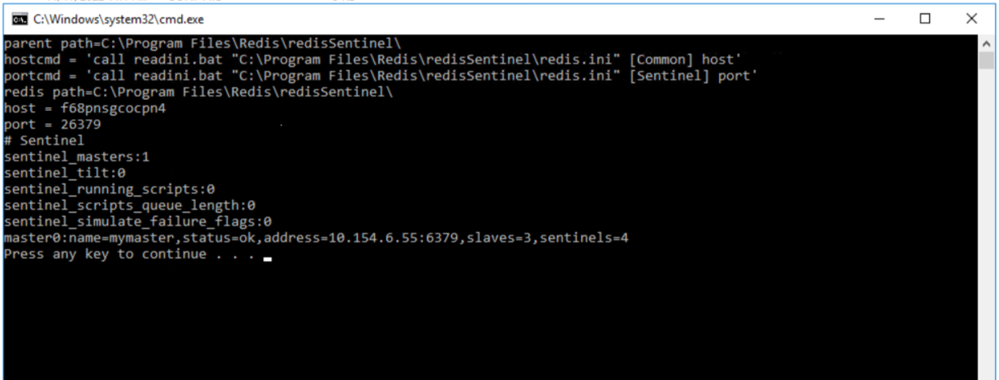 C:\Windows\system32\cmd.exe
parent path=C:\Program Files\Redis\redisSentinel\
hostcmd = 'call readini.bat "C:\Program Files\Redis\redisSentinel\redis.ini" [Common] host'
portcmd = 'call readini.bat "C:\Program Files\Redis\redisSentinel\redis.ini" [Sentinel] port'
redis path=C:\Program Files\Redis\redisSentinel\
host = f68pnsgcocpn4
port = 26379
# Sentinel
sentinel_masters:1
sentinel_tilt:0
sentinel_running_scripts:0
sentinel_scripts_queue_length:0
sentinel_simulate_failure_flags:0
master0:name=mymaster,status=ok,address=10.154.6.55:6379,slaves=3,sentinels=4
Press any key to continue . . .